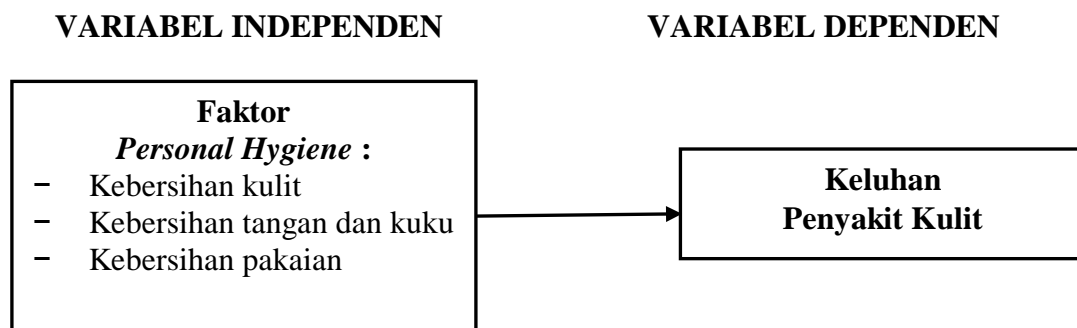 VARIABEL INDEPENDEN
VARIABEL DEPENDEN
Faktor
Personal Hygiene :
- Kebersihan kulit
- Kebersihan tangan dan kuku
- Kebersihan pakaian
Keluhan
Penyakit Kulit